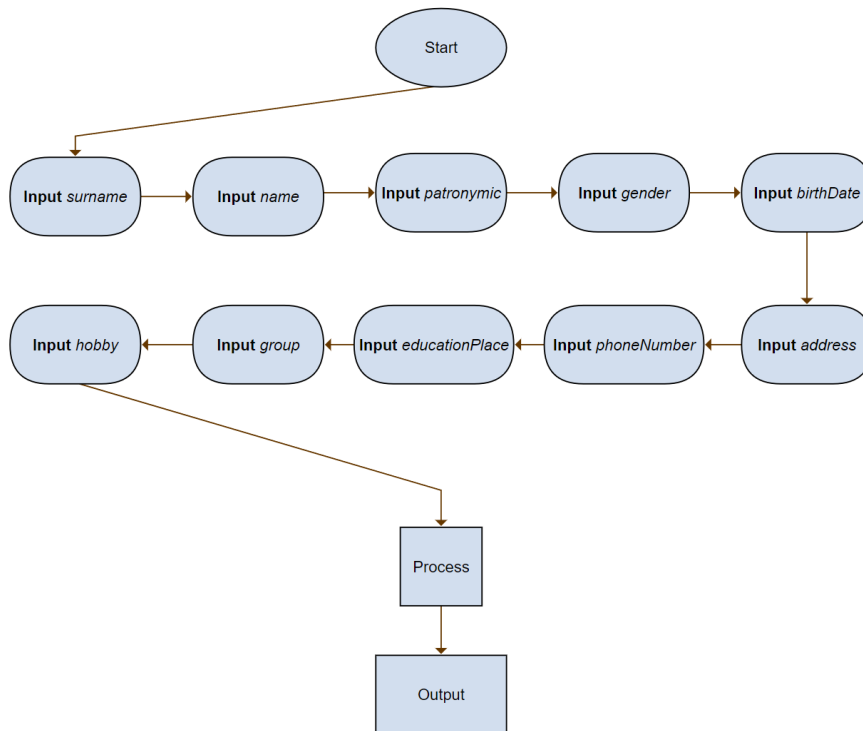 Start
Input surname
Input name
Input patronymic
Input gender
Input birthDate
Input hobby
Input group
Input educationPlace
Input phoneNumber
Input address
Process
Output